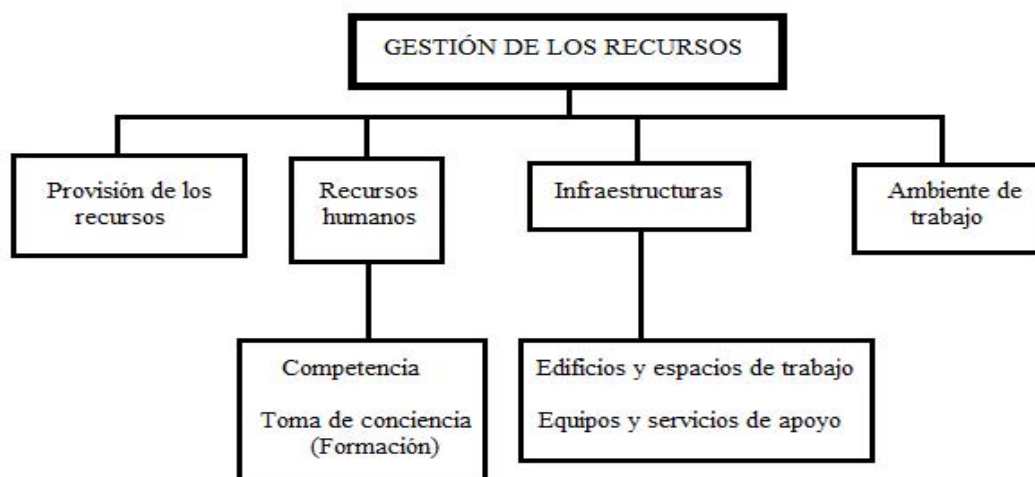 GESTIÓN DE LOS RECURSOS
Provisión de los
recursos
Recursos
humanos
Infraestructuras
Ambiente de
trabajo
Competencia
Toma de conciencia
(Formación)
Edificios y espacios de trabajo
Equipos y servicios de apoyo